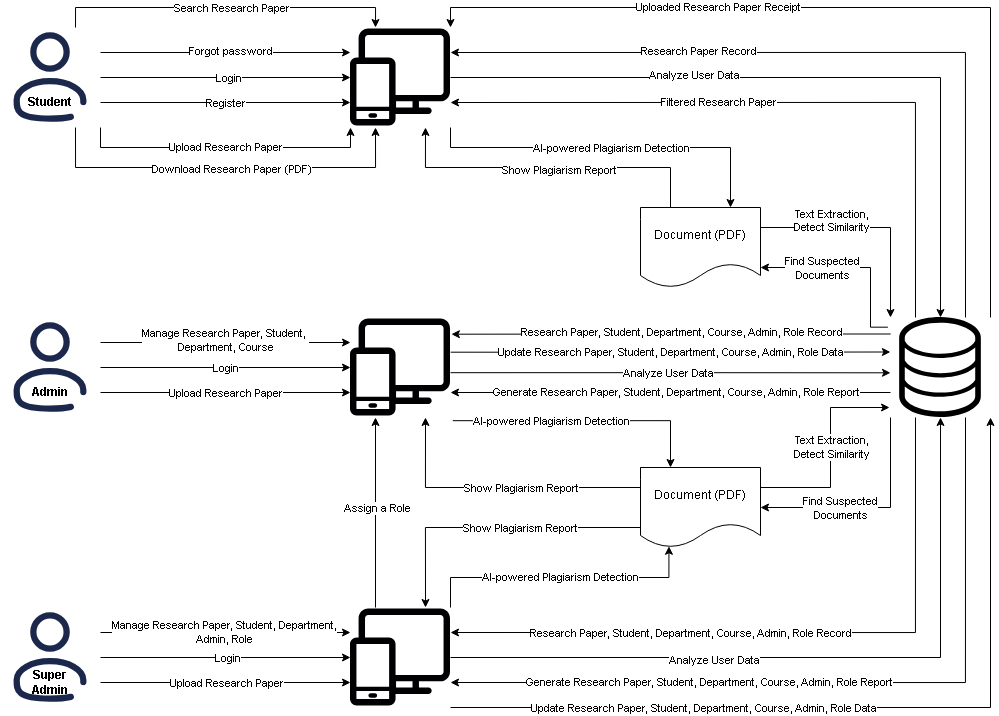 Search Research Paper
Uploaded Research Paper Receipt
Forgot password
Research Paper Record
Login
Analyze User Data
Student
Register
Filtered Research Paper
Upload Research Paper
AI-powered Plagiarism Detection
Download Research Paper (PDF)
Show Plagiarism Report
Document (PDF)
Text Extraction,
Detect Similarity
Find Suspected
Documents
Manage Research Paper, Student,
Department, Course
Research Paper, Student, Department, Course, Admin, Role Record
Update Research Paper, Student, Department, Course, Admin, Role Data
Login
Analyze User Data
Admin
Upload Research Paper
Generate Research Paper, Student, Department, Course, Admin, Role Report
AI-powered Plagiarism Detection
Text Extraction,
Detect Similarity
Show Plagiarism Report
Document (PDF)
Find Suspected
Documents
Assign a Role
Show Plagiarism Report
AI-powered Plagiarism Detection
Manage Research Paper, Student, Department,
Admin, Role
Research Paper, Student, Department, Course, Admin, Role Record
Login
Analyze User Data
Super
Admin
Upload Research Paper
Generate Research Paper, Student, Department, Course, Admin, Role Report
Update Research Paper, Student, Department, Course, Admin, Role Data